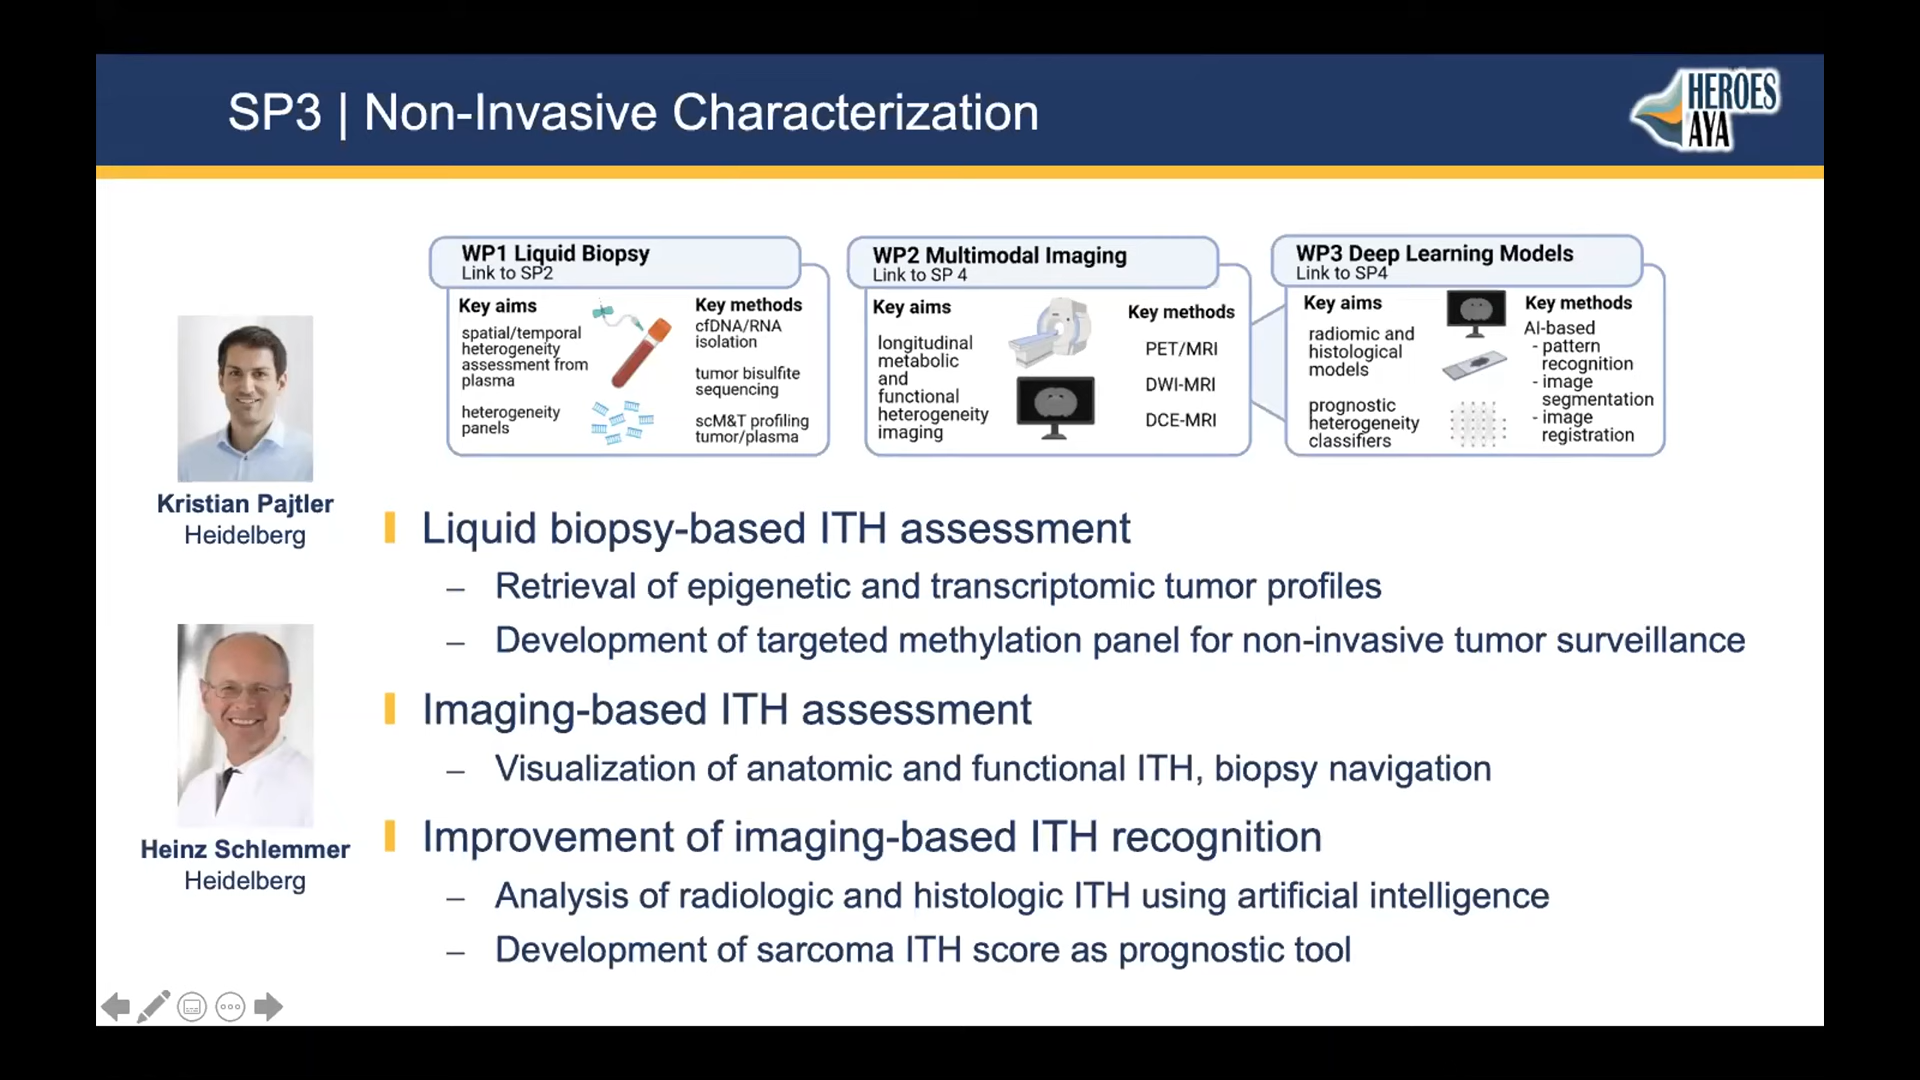 SP3 | Non-Invasive Characterization
HEROES
AYA
WP1 Liquid Biopsy
Link to SP2
Key aims
spatial/temporal
heterogeneity
assessment from
plasma
heterogeneity
panels
Key methods
cfDNA/RNA
isolation
tumor bisulfite
sequencing
scM&T profiling
tumor/plasma
WP2 Multimodal Imaging
Link to SP 4
Key aims
longitudinal
metabolic
and
functional
heterogeneity
imaging
Key methods
PET/MRI
DWI-MRI
DCE-MRI
WP3 Deep Learning Models
Link to SP4
Key aims
radiomic and
histological
models
prognostic
heterogeneity
classifiers
Key methods
AI-based
- pattern
recognition
- image
segmentation
- image
registration
Kristian Pajtler
Heidelberg
Heinz Schlemmer
Heidelberg
Liquid biopsy-based ITH assessment
– Retrieval of epigenetic and transcriptomic tumor profiles
– Development of targeted methylation panel for non-invasive tumor surveillance
Imaging-based ITH assessment
– Visualization of anatomic and functional ITH, biopsy navigation
Improvement of imaging-based ITH recognition
– Analysis of radiologic and histologic ITH using artificial intelligence
– Development of sarcoma ITH score as prognostic tool